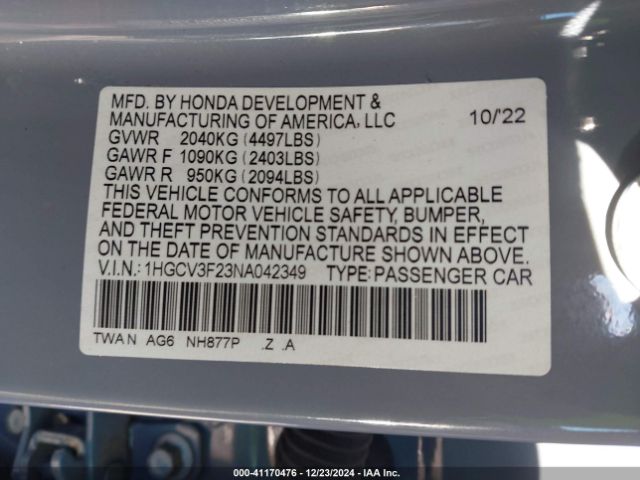 MFD. BY HONDA DEVELOPMENT &
MANUFACTURING OF AMERICA, LLC 10/'22
GVWR 2040KG (4497LBS)
GAWR F 1090KG (2403LBS)
GAWR R 950KG (2094LBS)
THIS VEHICLE CONFORMS TO ALL APPLICABLE
FEDERAL MOTOR VEHICLE SAFETY, BUMPER,
AND THEFT PREVENTION STANDARDS IN EFFECT
ON THE DATE OF MANUFACTURE SHOWN ABOVE.
V.I.N.: 1HGCV3F23NA042349 TYPE: PASSENGER CAR
TWA N AG6 NH877P .Z .A
000-41170476 | 12/23/2024 | IAA Inc.